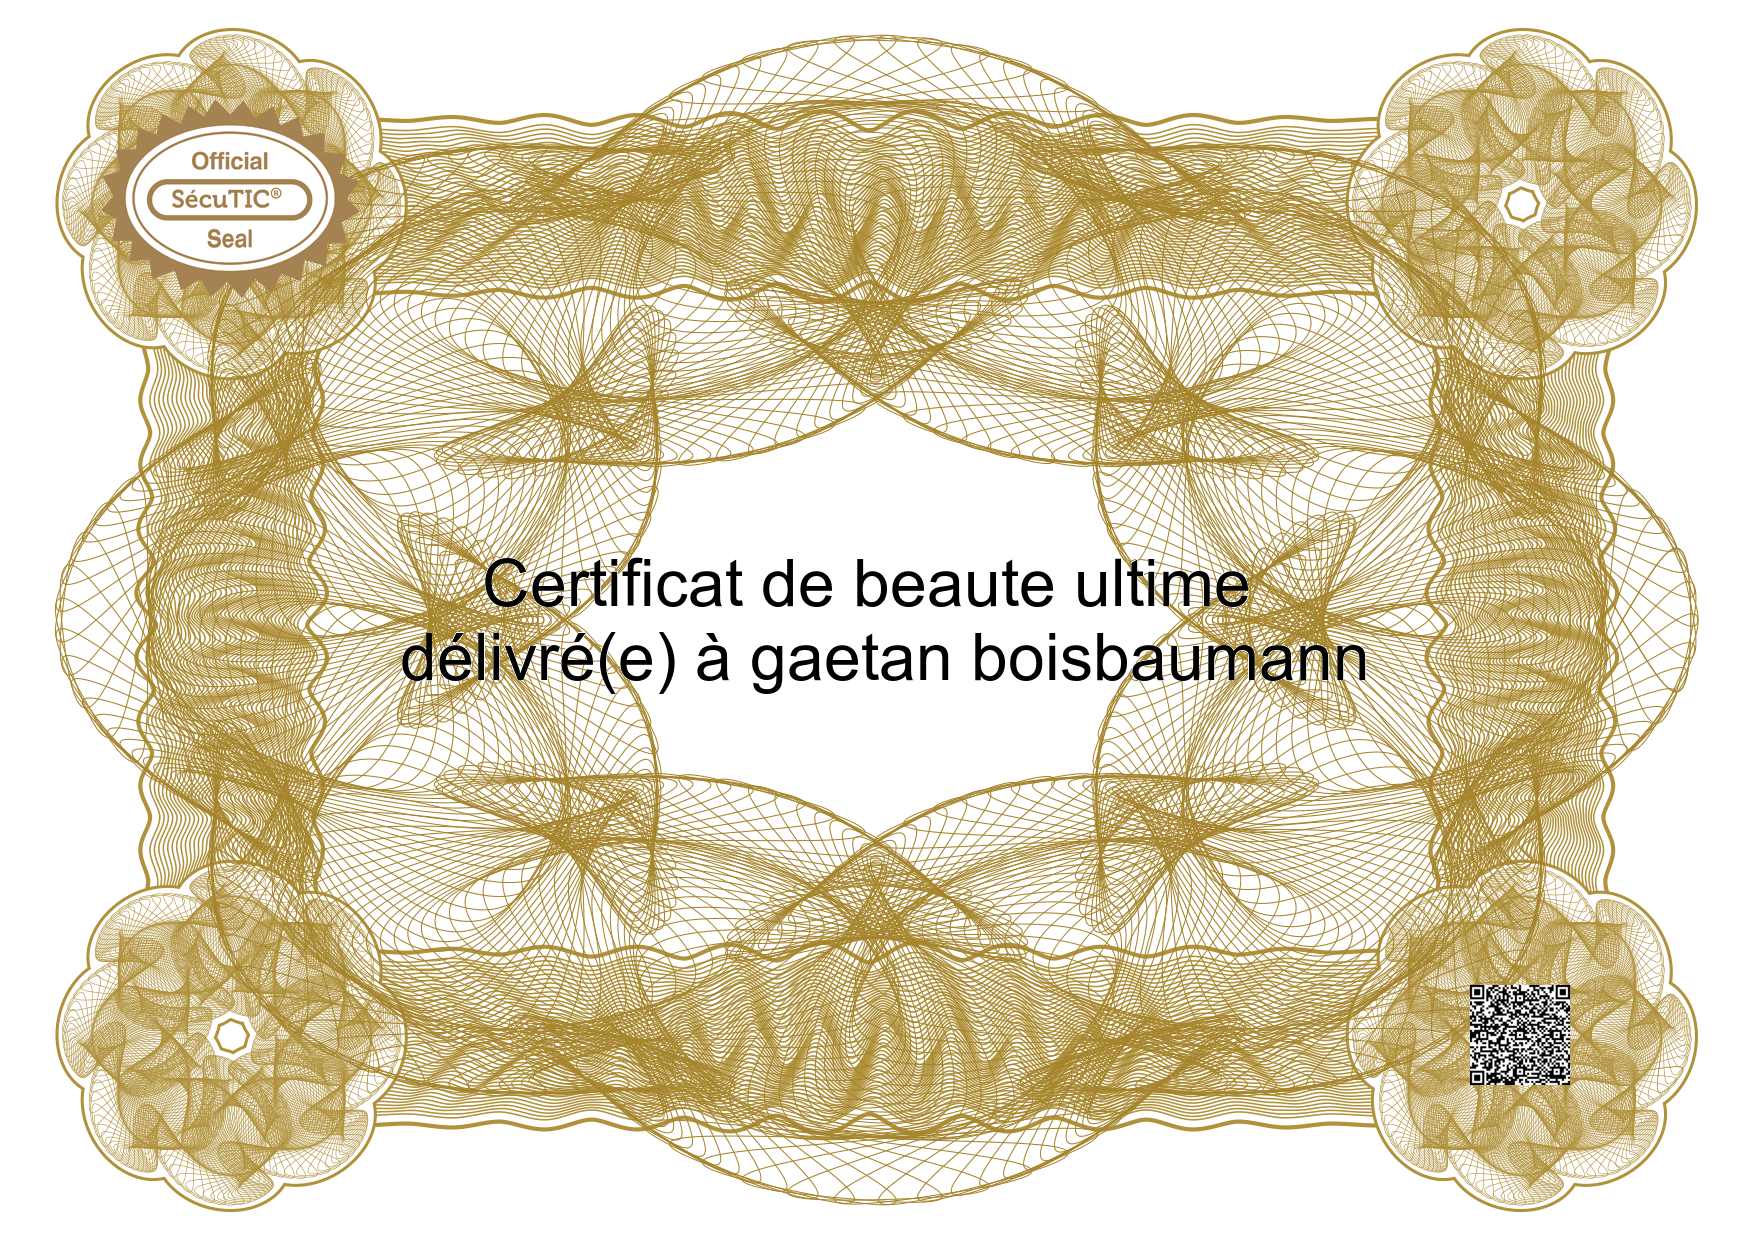 Official
SécuTIC®
Seal
Certificat de beaute ultime
délivré(e) à gaetan boisbaumann